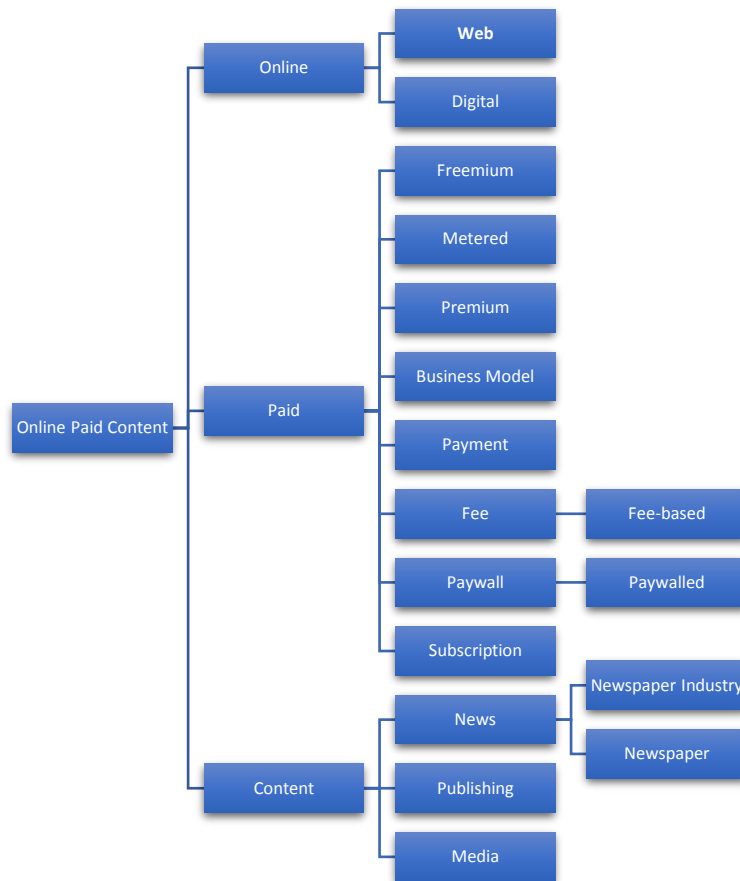 Online Paid Content
Online
Web
Digital
Paid
Freemium
Metered
Premium
Business Model
Payment
Fee
Fee-based
Paywall
Paywalled
Subscription
Content
News
Newspaper Industry
Newspaper
Publishing
Media